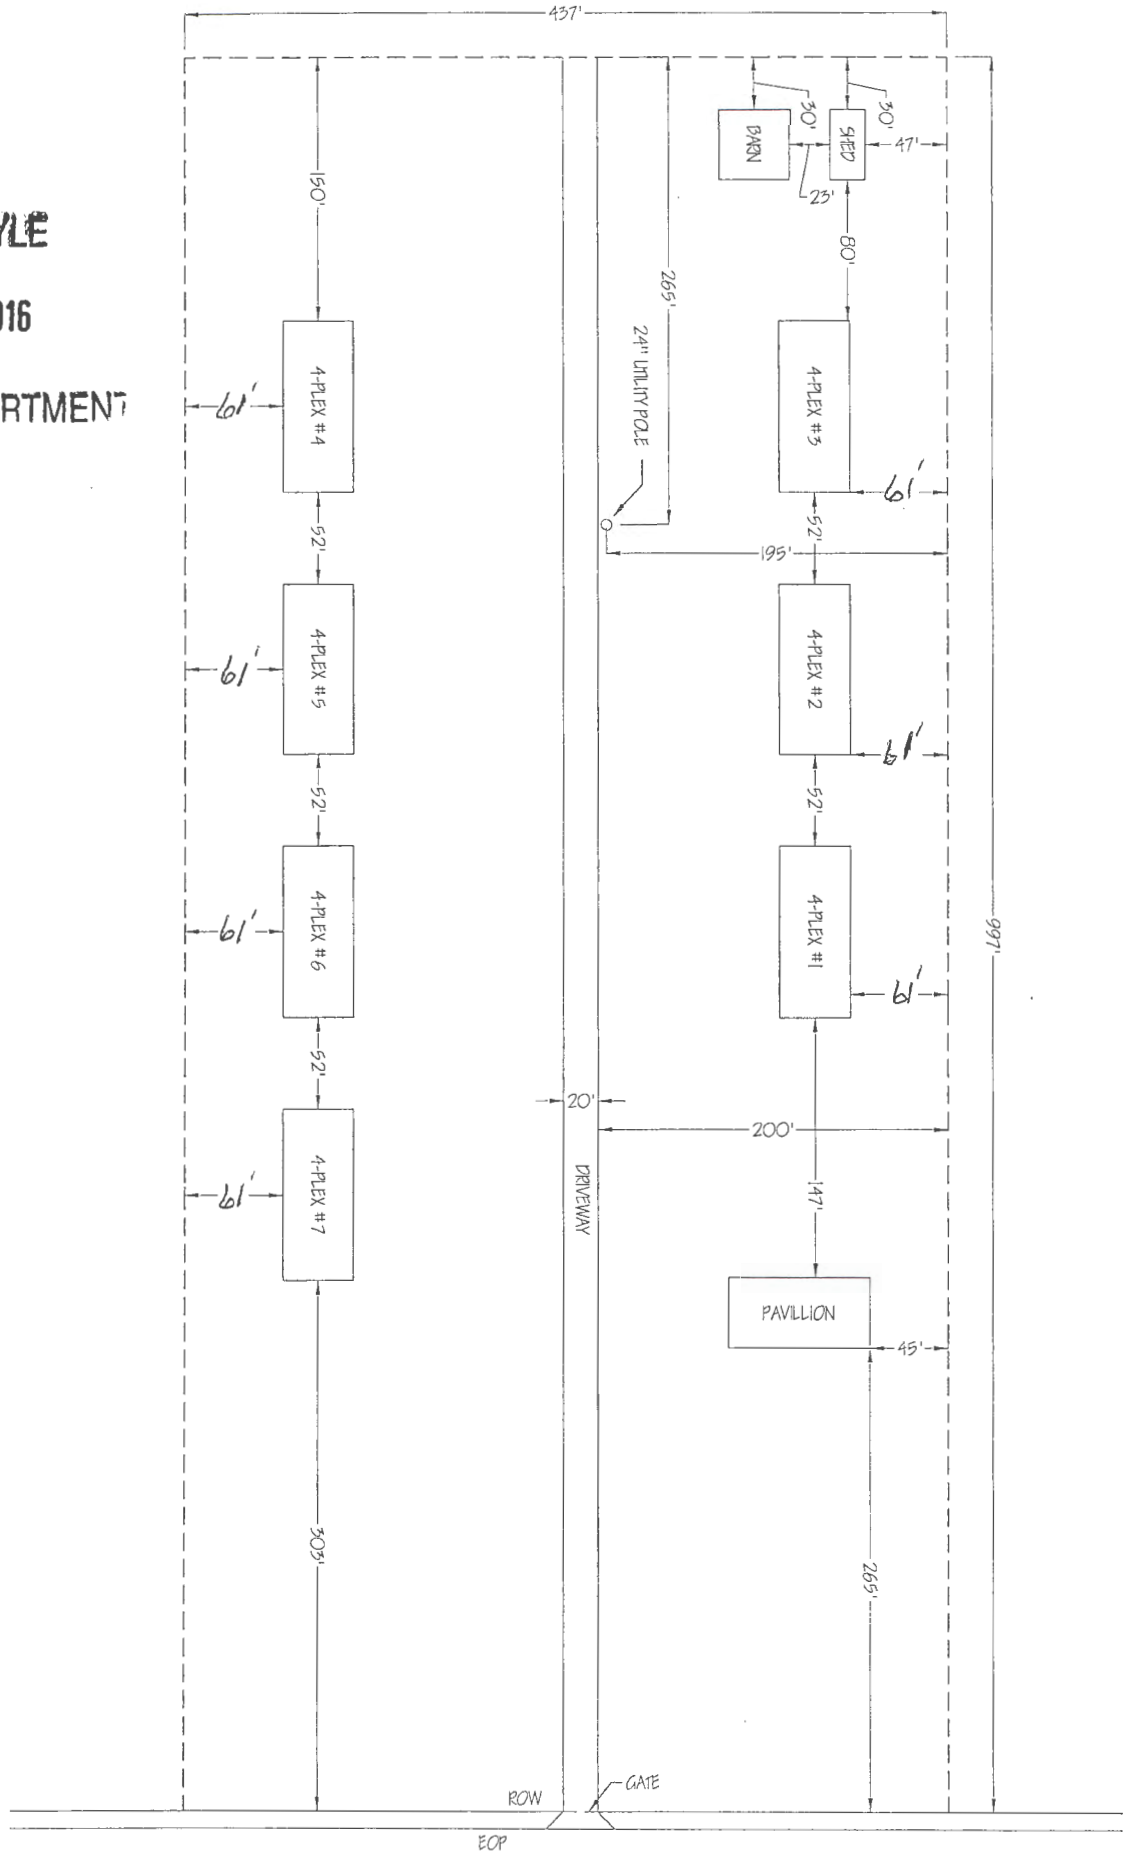 437'
30'
30'
BARN
SHED
47'
23'
150'
80'
YLE
016
RTMENT
265'
24" UTILITY POLE
4-PLEX #4
61'
4-PLEX #3
61'
52'
52'
195'
4-PLEX #5
61'
4-PLEX #2
61'
52'
52'
4-PLEX #6
61'
4-PLEX #1
61'
997'
52'
20'
200'
4-PLEX #7
61'
DRIVEWAY
147'
PAVILLION
45'
303'
265'
GATE
ROW
EOP